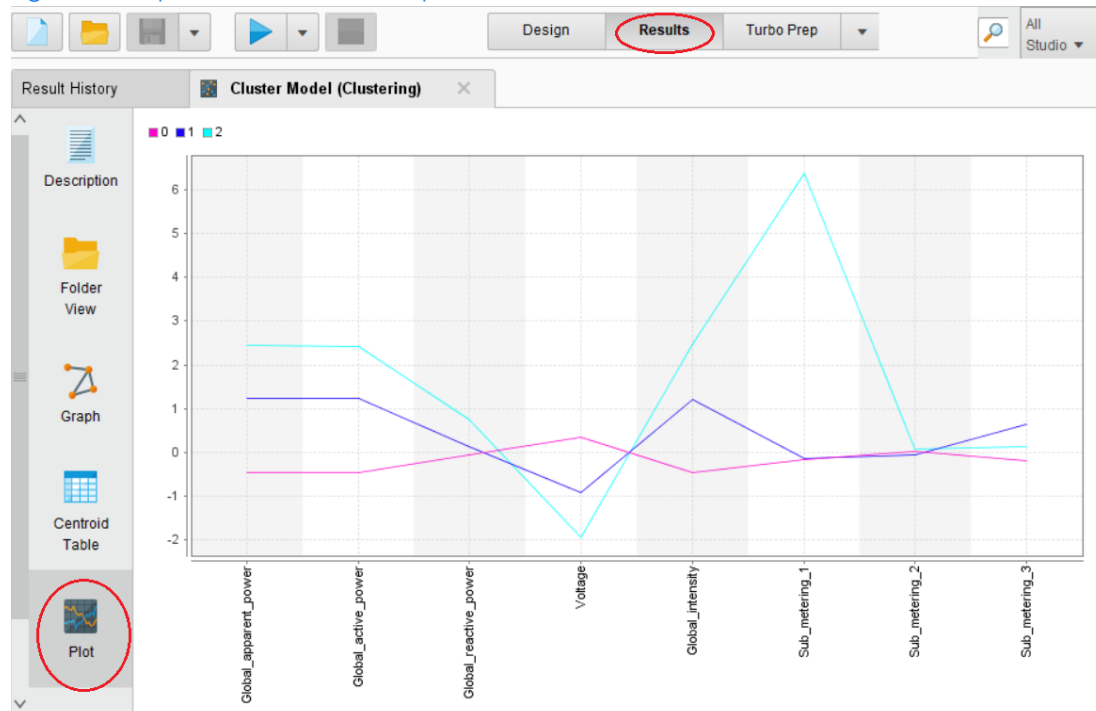 Design
Results
Turbo Prep
All
Studio
Result History
Cluster Model (Clustering)
Description
Folder
View
Graph
Centroid
Table
Plot
0 1 2
6
5
4
3
2
1
0
-1
-2
Global_apparent_power
Global_active_power
Global_reactive_power
Voltage
Global_intensity
Sub_metering_1
Sub_metering_2
Sub_metering_3